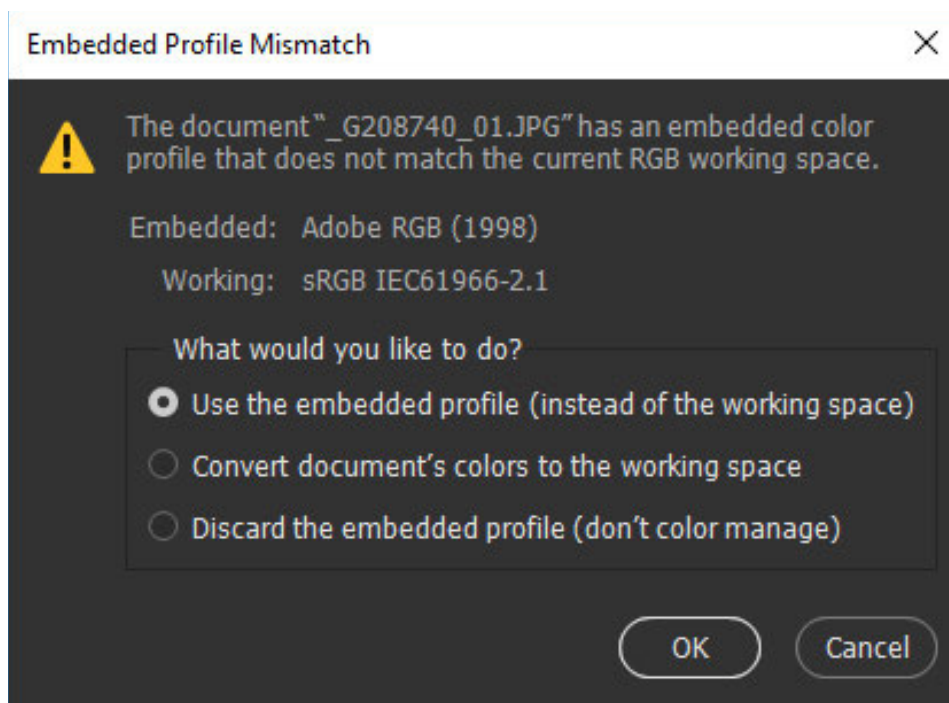 Embedded Profile Mismatch
The document “_G208740_01.JPG” has an embedded color
profile that does not match the current RGB working space.
Embedded: Adobe RGB (1998)
Working: sRGB IEC61966-2.1
What would you like to do?
Use the embedded profile (instead of the working space)
Convert document’s colors to the working space
Discard the embedded profile (don’t color manage)
OK Cancel